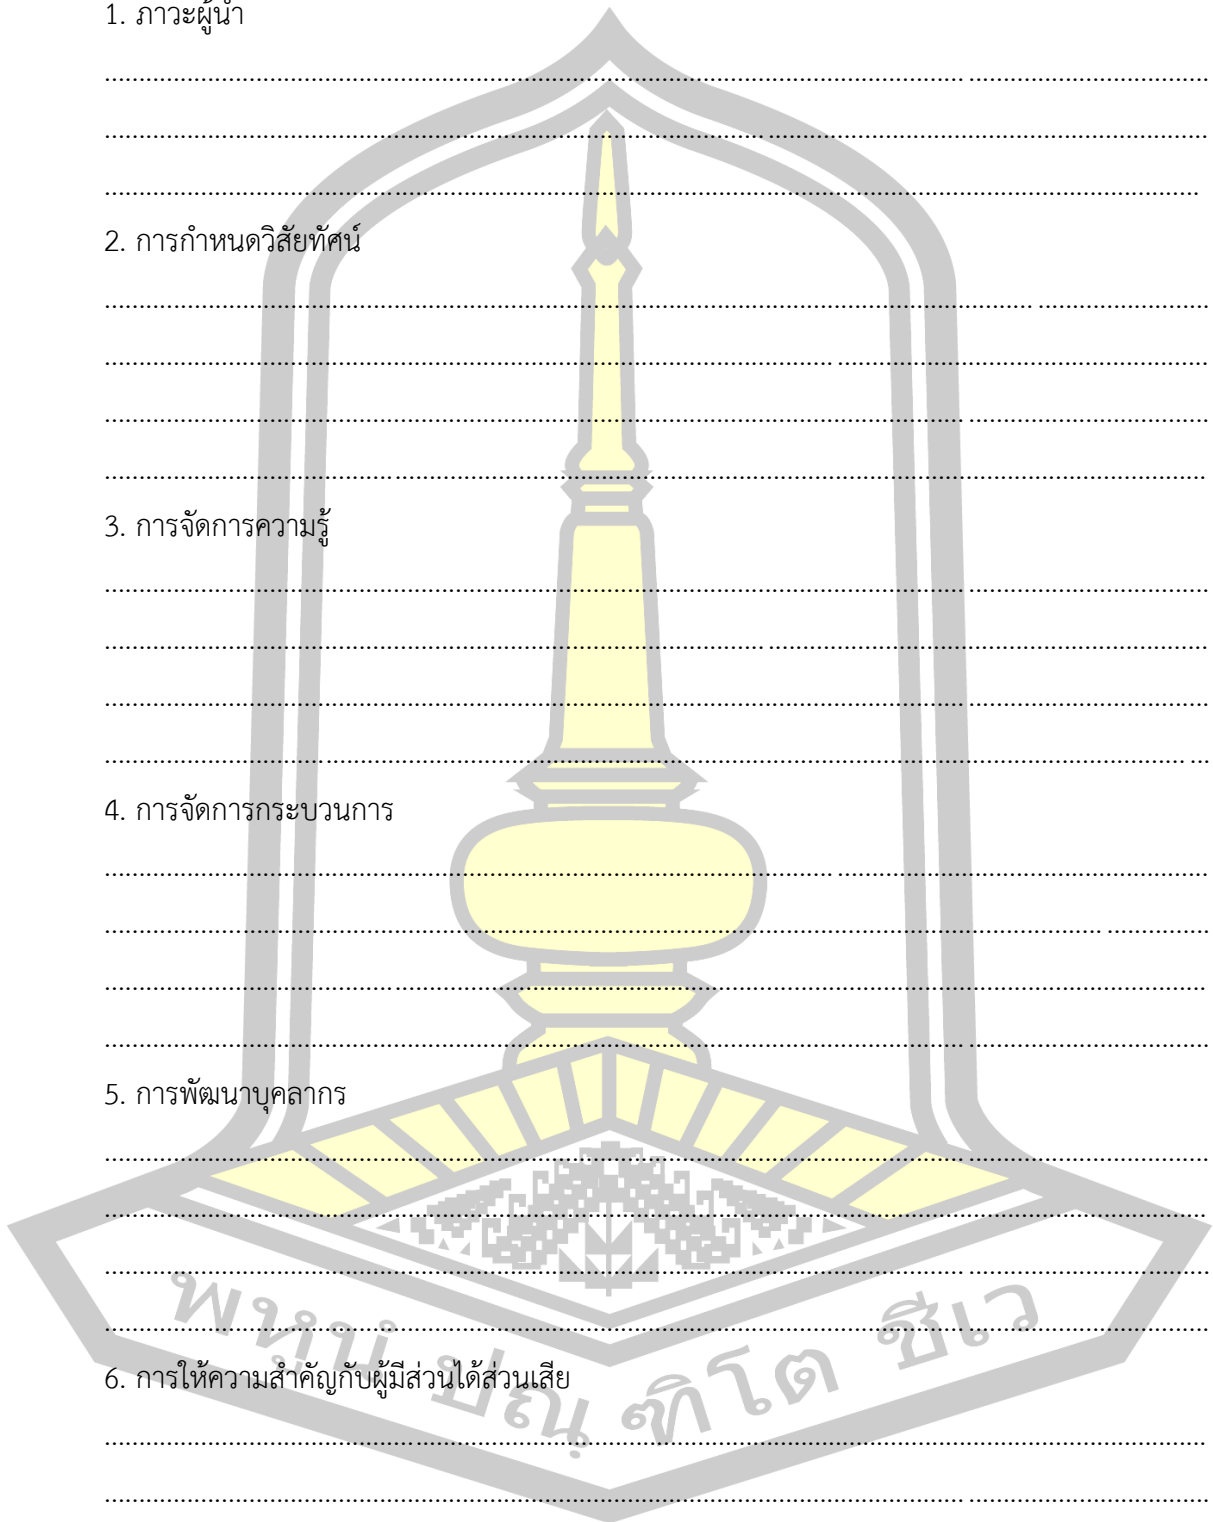 1. ภาวะผู้นำ
2. การกำหนดวิสัยทัศน์
3. การจัดการความรู้
4. การจัดการกระบวนการ
5. การพัฒนาบุคลากร
พหุนํ ปณฺฑิโต ชีเว
6. การให้ความสำคัญกับผู้มีส่วนได้ส่วนเสีย